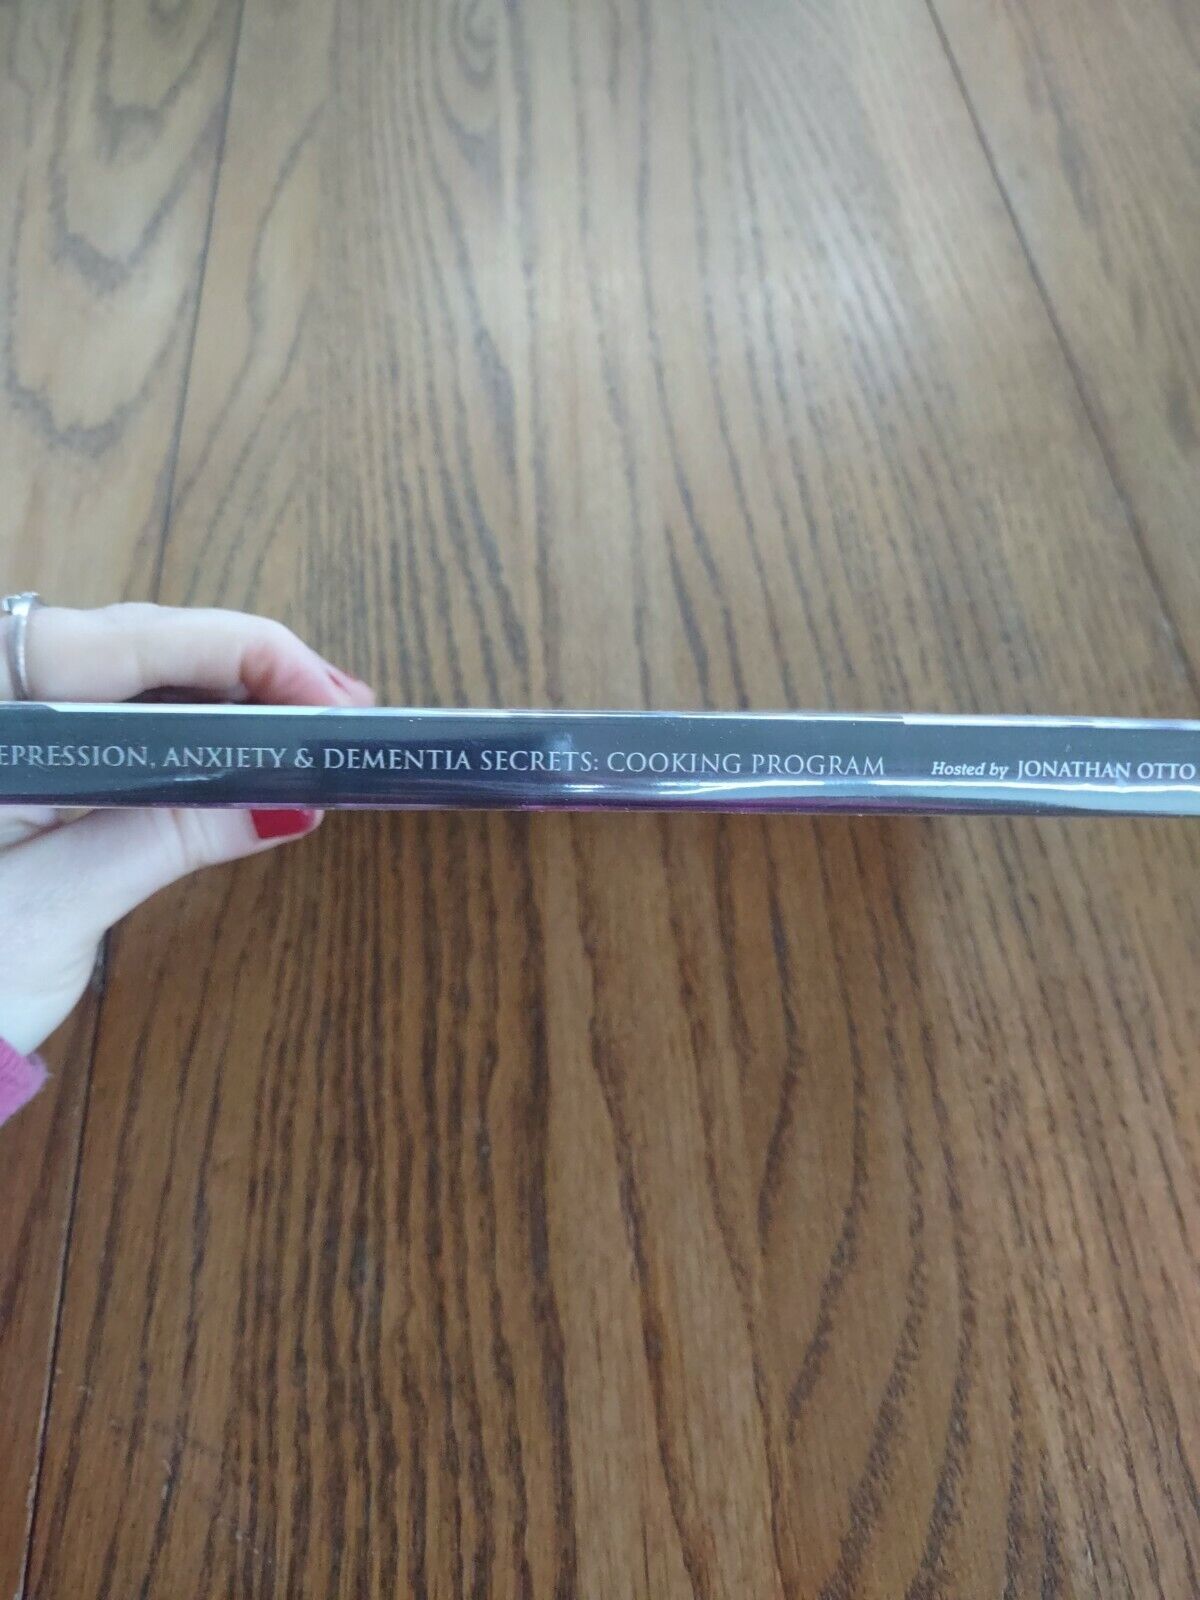 EPRESSION, ANXIETY & DEMENTIA SECRETS: COOKING PROGRAM Hosted by JONATHAN OTTO